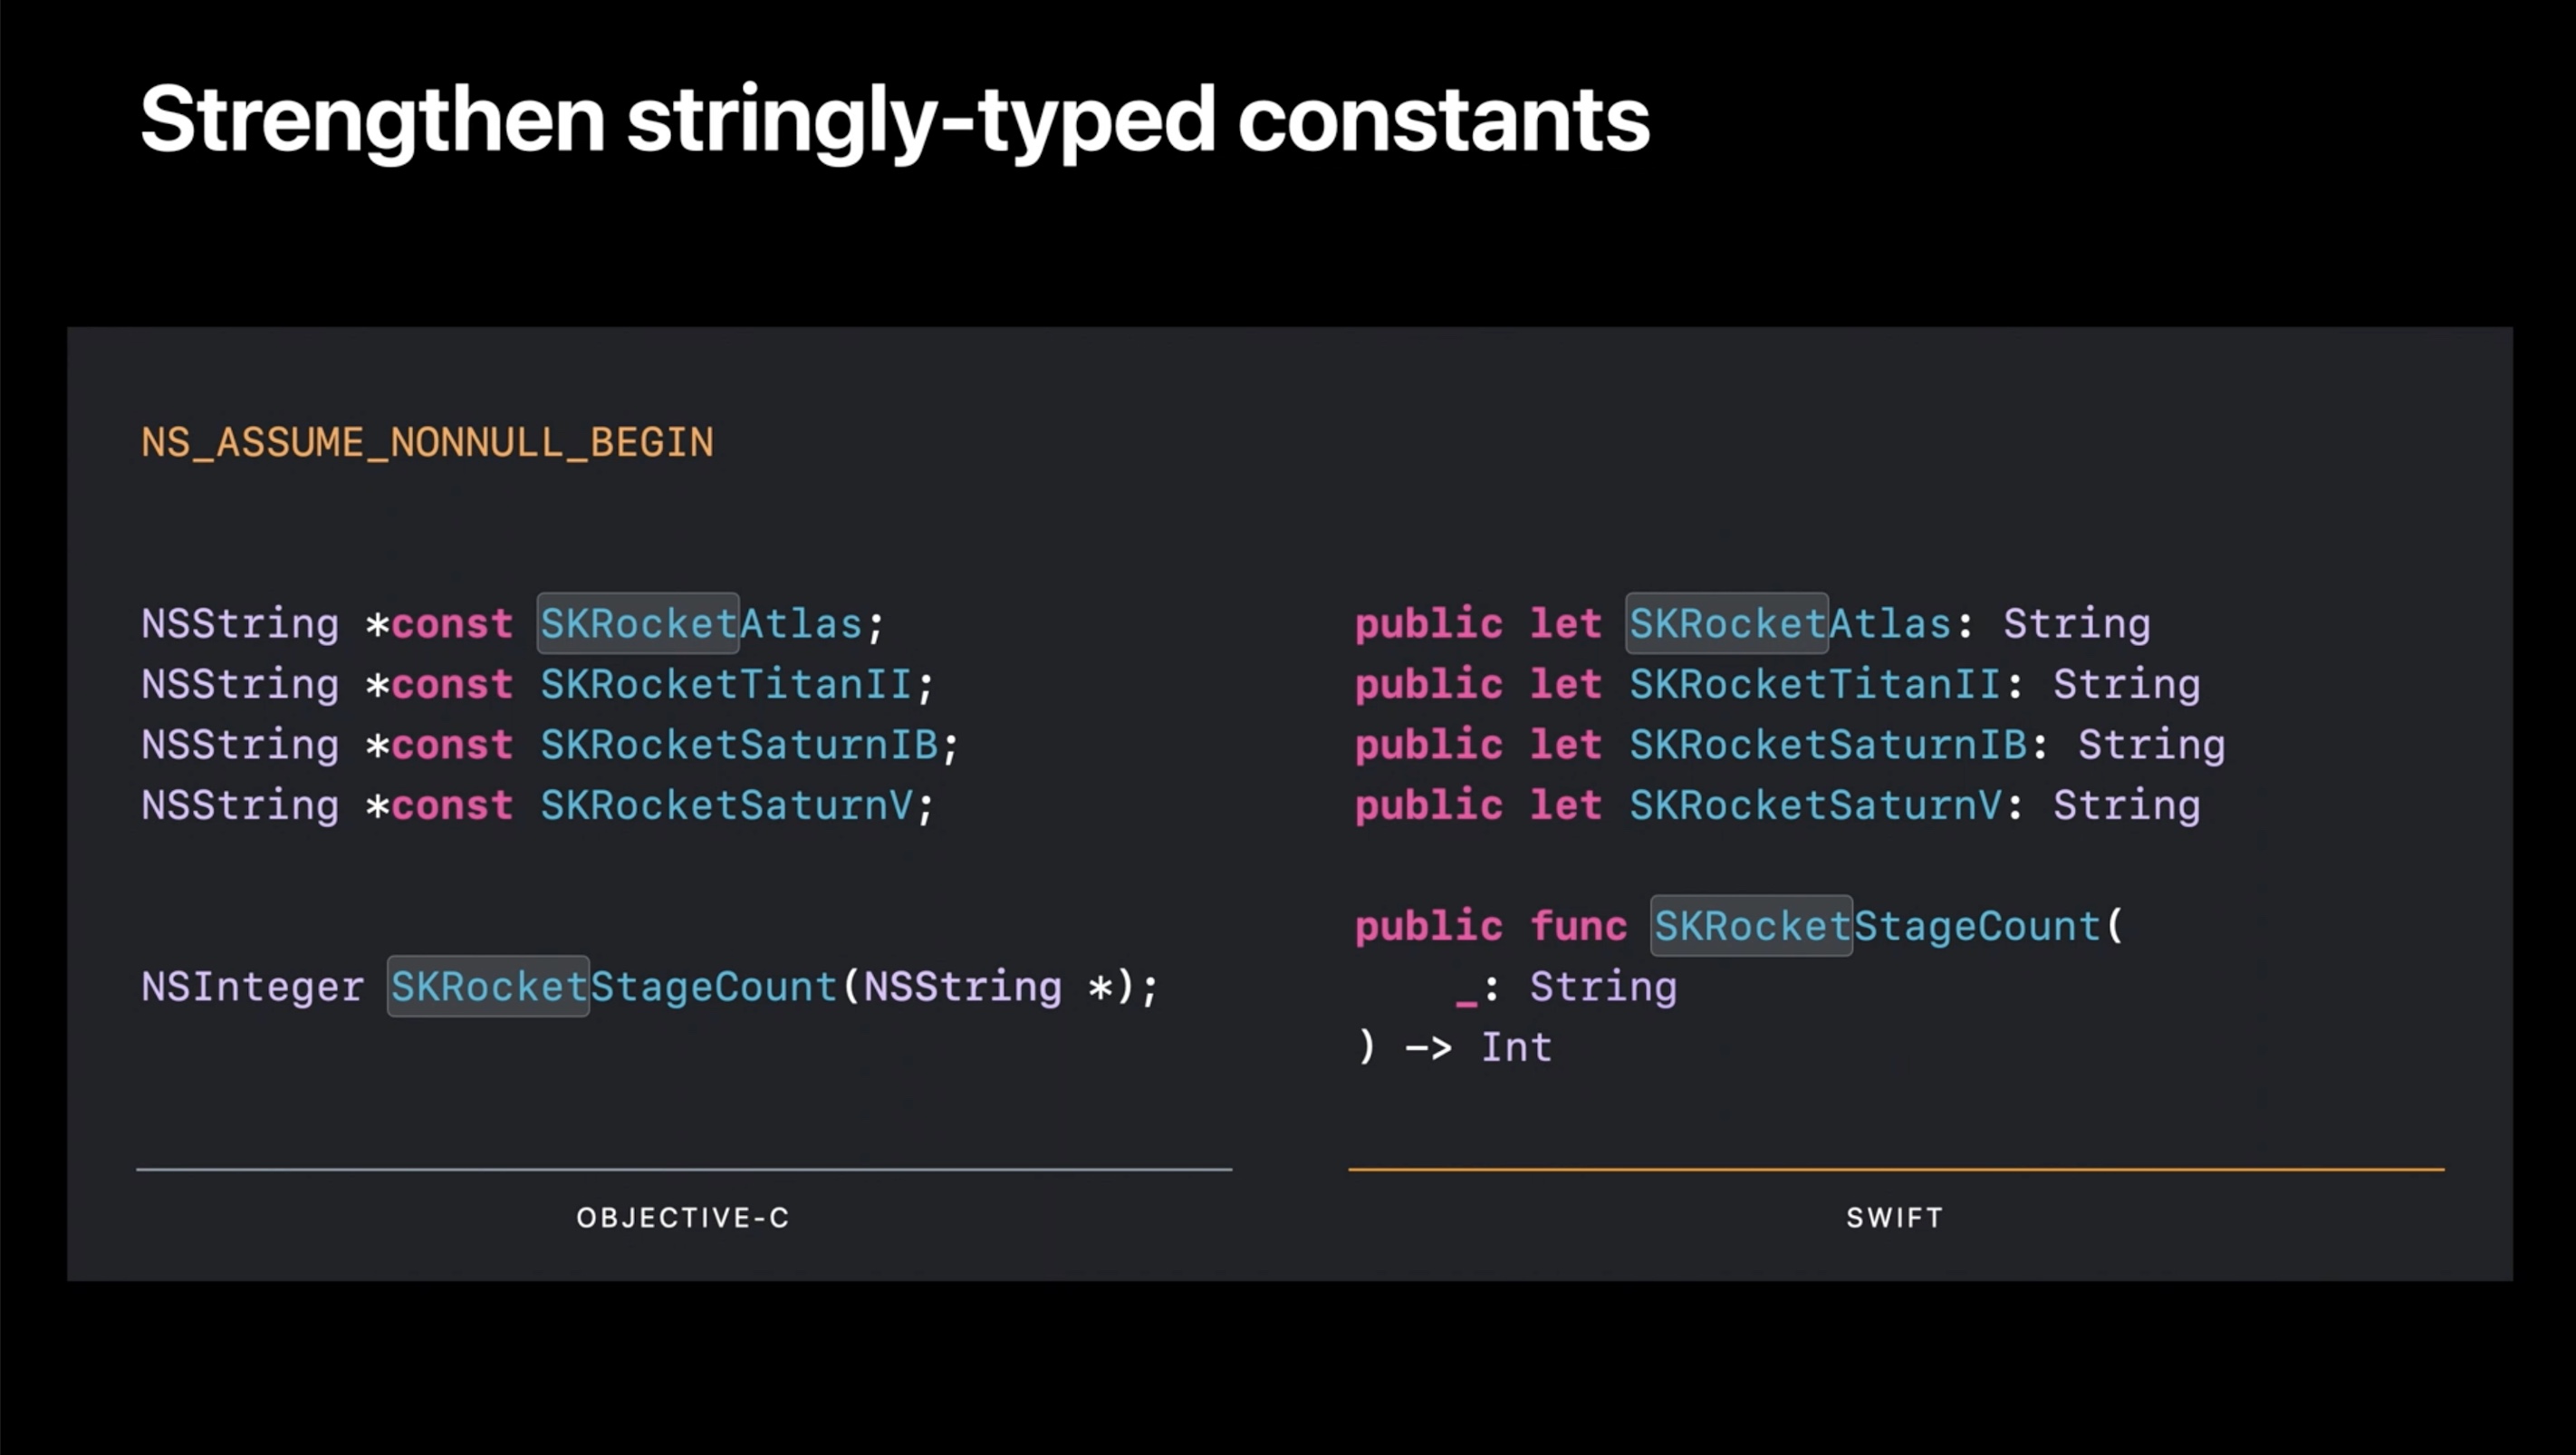 Strengthen stringly-typed constants
NS_ASSUME_NONNULL_BEGIN
NSString *const SKRocketAtlas;
NSString *const SKRocketTitanII;
NSString *const SKRocketSaturnIB;
NSString *const SKRocketSaturnV;
NSInteger SKRocketStageCount(NSString *);
OBJECTIVE-C
public let SKRocketAtlas: String
public let SKRocketTitanII: String
public let SKRocketSaturnIB: String
public let SKRocketSaturnV: String
public func SKRocketStageCount(
_: String
) -> Int
SWIFT